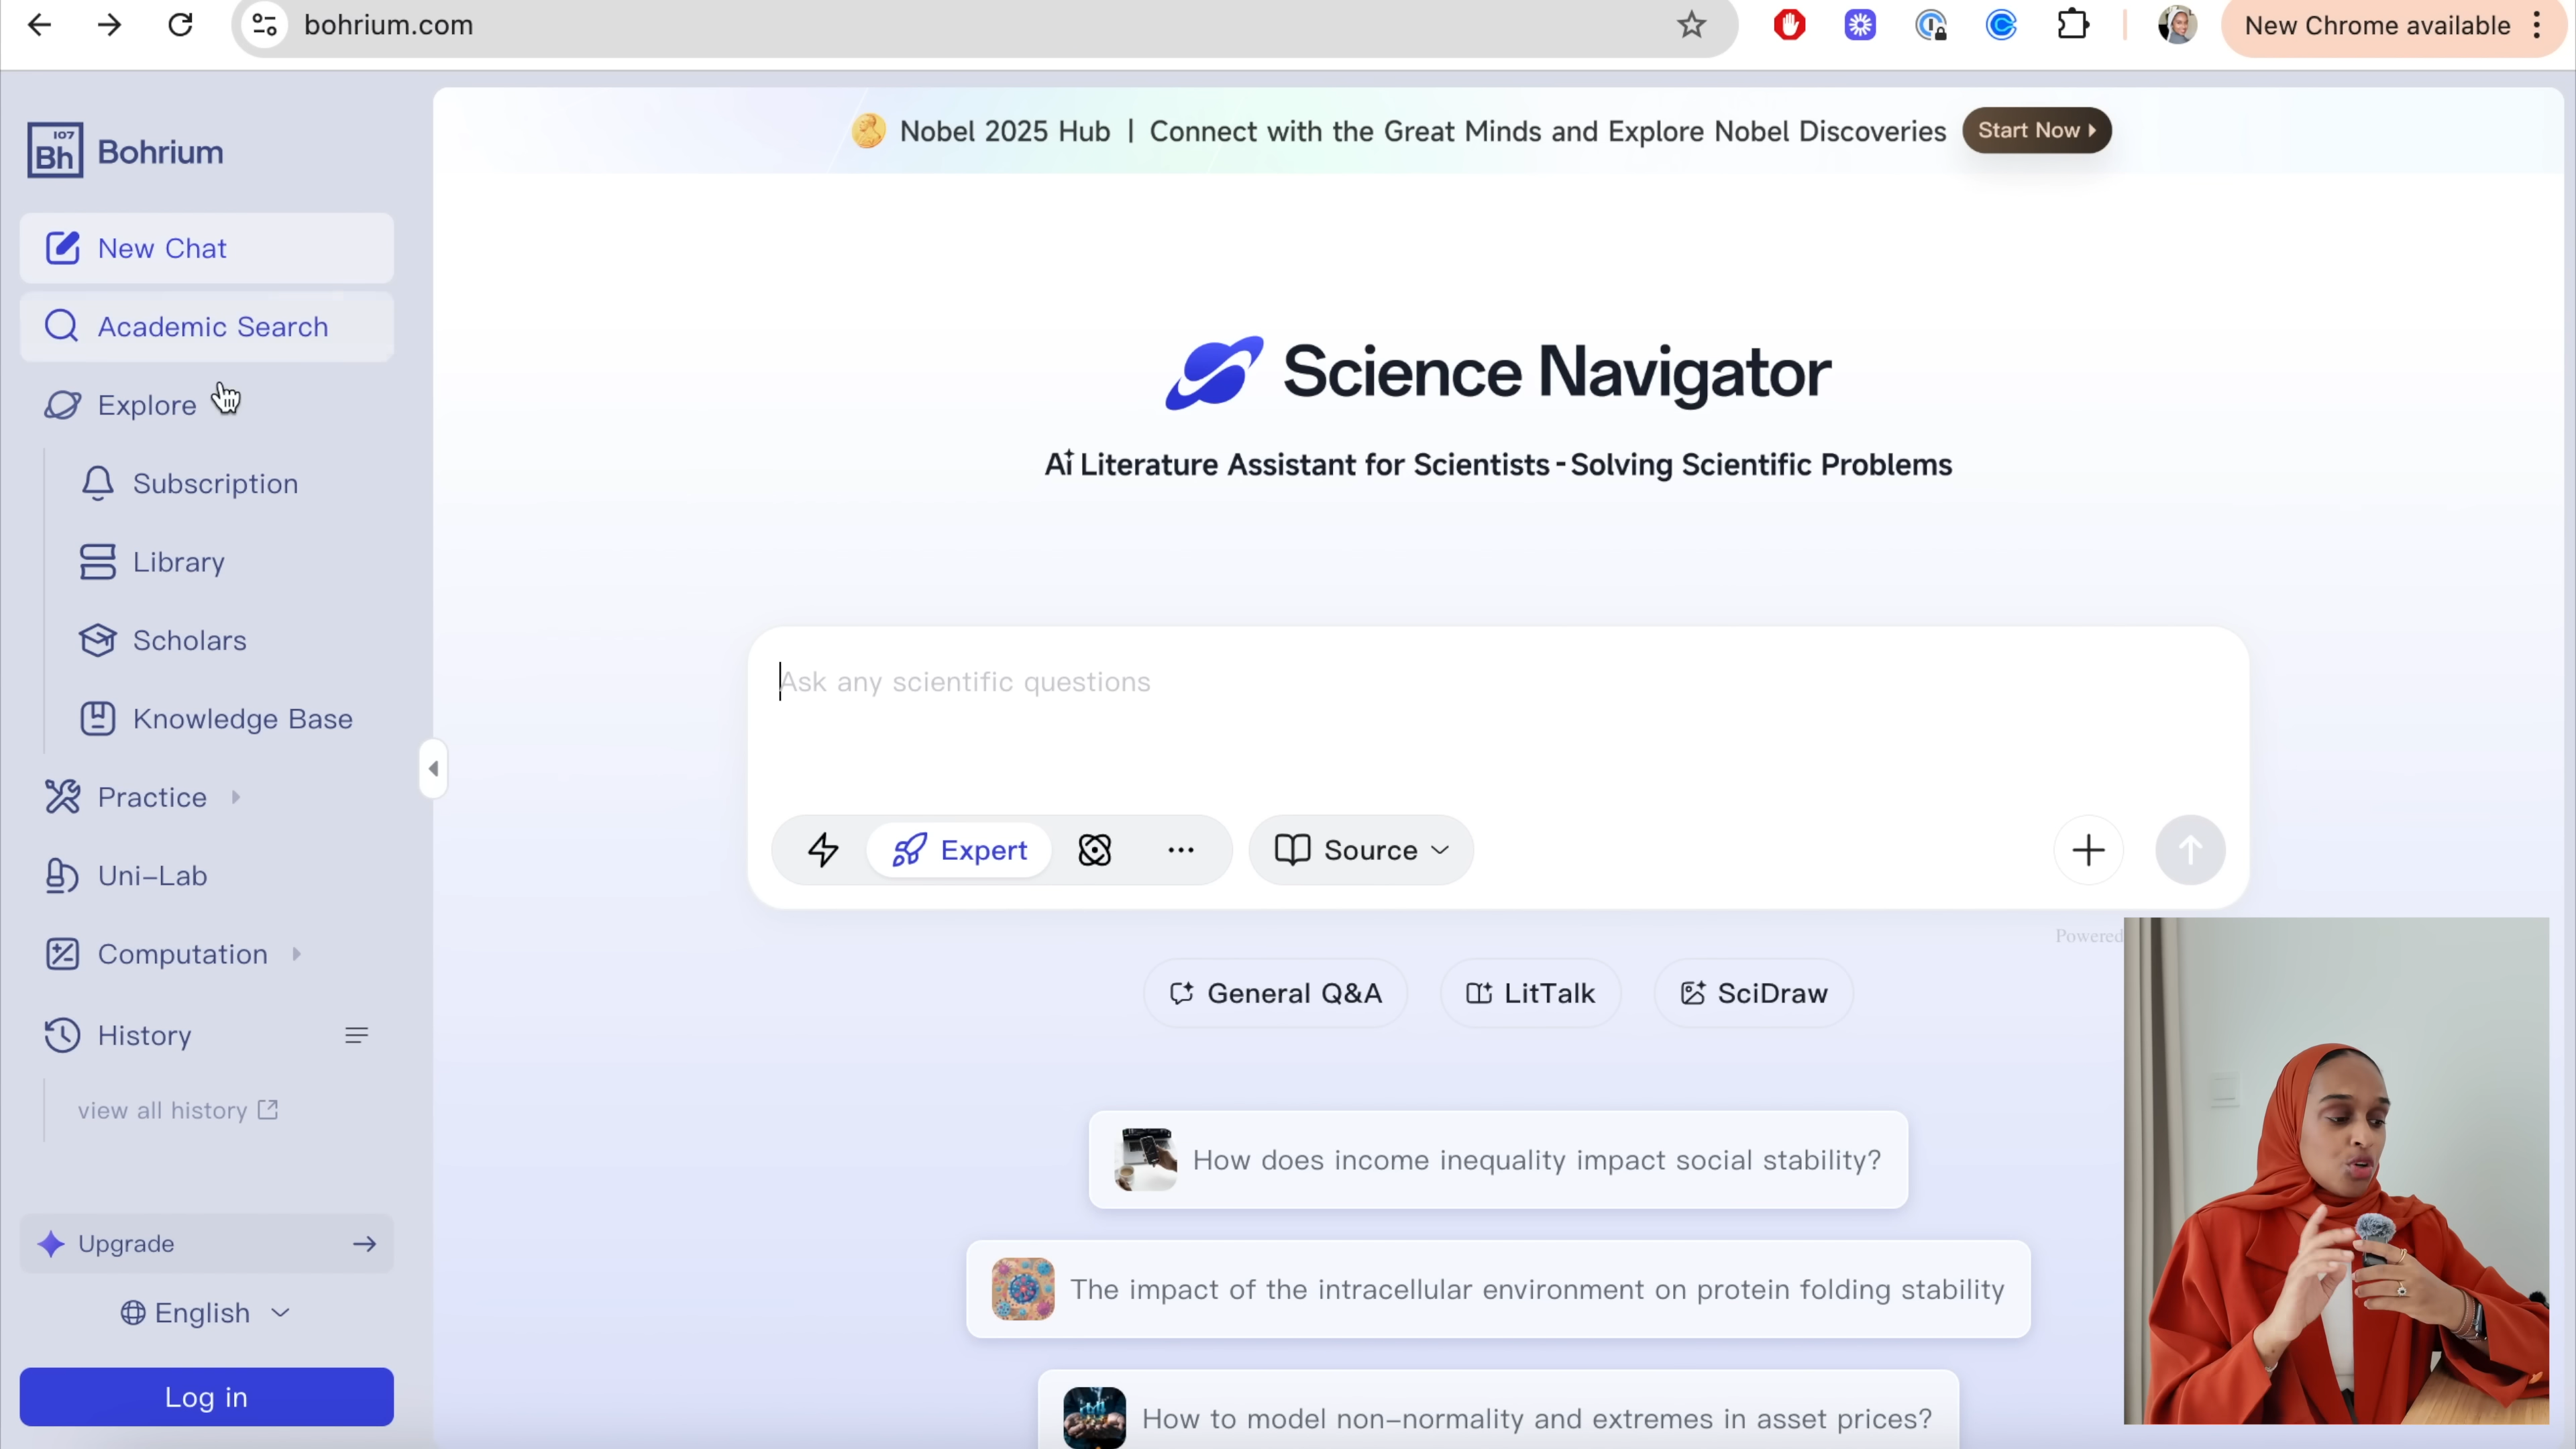 bohrium.com
New Chrome available
107
Bh
Bohrium
New Chat
Academic Search
Explore
Subscription
Library
Scholars
Knowledge Base
Practice
Uni-Lab
Computation
History
view all history
Upgrade
English
Log in
Nobel 2025 Hub | Connect with the Great Minds and Explore Nobel Discoveries
Start Now
Science Navigator
AI Literature Assistant for Scientists - Solving Scientific Problems
Ask any scientific questions
Expert
Source
Powered
General Q&A
LitTalk
SciDraw
How does income inequality impact social stability?
The impact of the intracellular environment on protein folding stability
How to model non-normality and extremes in asset prices?